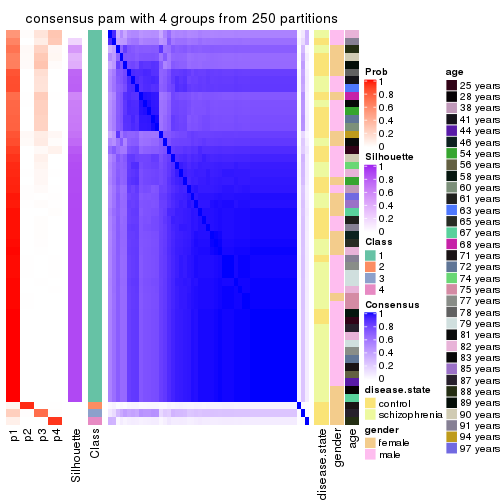 consensus pam with 4 groups from 250 partitions
p1
p2
p3
p4
Silhouette
Class
disease.state
gender
age
Prob
1
0.8
0.6
0.4
0.2
0
Silhouette
1
0.8
0.6
0.4
0.2
0
Class
1
2
3
4
Consensus
1
0.8
0.6
0.4
0.2
0
disease.state
control
schizophrenia
gender
female
male
age
25 years
28 years
38 years
41 years
44 years
46 years
54 years
56 years
58 years
60 years
61 years
63 years
65 years
67 years
68 years
71 years
72 years
74 years
75 years
77 years
78 years
79 years
81 years
82 years
83 years
85 years
87 years
88 years
89 years
90 years
91 years
94 years
97 years